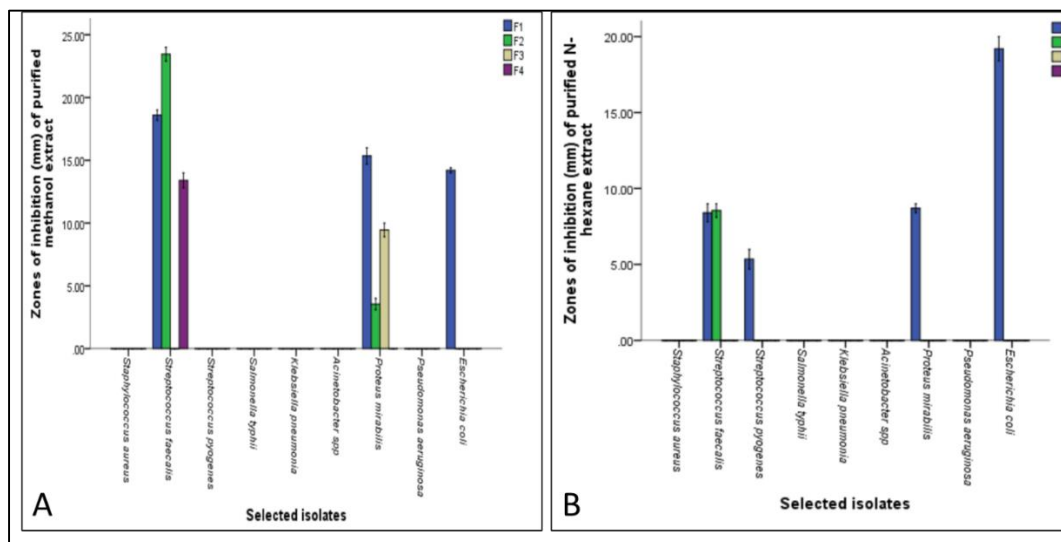 Zones of inhibition (mm) of purified
methanol extract
25.00
20.00
15.00
10.00
5.00
.00
F1
F2
F3
F4
Staphylococcus aureus
Streptococcus faecalis
Streptococcus pyogenes
Salmonella typhii
Klebsiella pneumonia
Acinetobacter spp
Proteus mirabilis
Pseudomonas aeruginosa
Escherichia coli
Selected isolates
A
Zones of inhibition (mm) of purified N-
hexane extract
20.00
15.00
10.00
5.00
.00
Staphylococcus aureus
Streptococcus faecalis
Streptococcus pyogenes
Salmonella typhii
Klebsiella pneumonia
Acinetobacter spp
Proteus mirabilis
Pseudomonas aeruginosa
Escherichia coli
Selected isolates
B